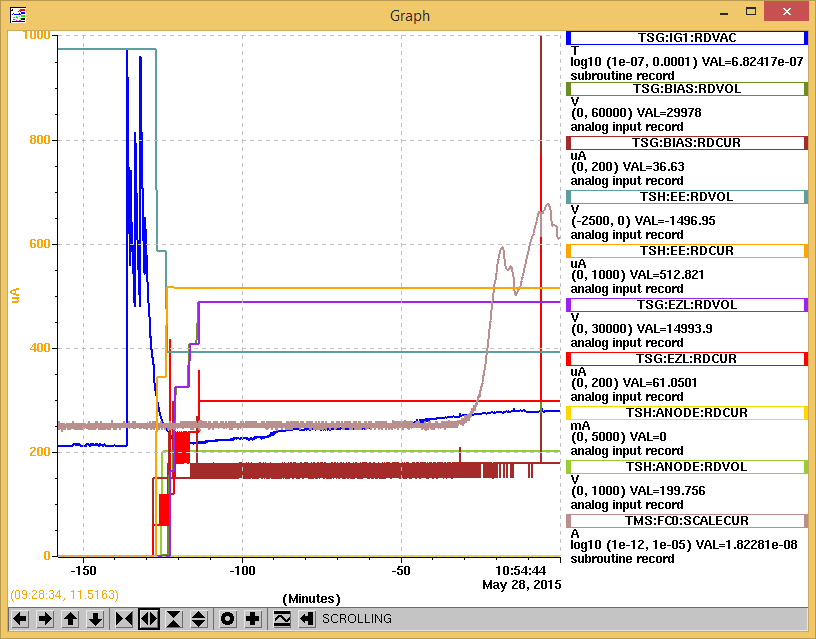 Graph
1000
800
600
400
200
0
uA
-150
-100
-50
10:54:44
May 28, 2015
(Minutes)
(09:28:34, 11.5163)
SCROLLING
TSG:IG1:RDVAC
T
log10 (1e-07, 0.0001) VAL=6.82417e-07
subroutine record
TSG:BIAS:RDVOL
V
(0, 60000) VAL=29978
analog input record
TSG:BIAS:RDCUR
uA
(0, 200) VAL=36.63
analog input record
TSH:EE:RDVOL
V
(-2500, 0) VAL=-1496.95
analog input record
TSH:EE:RDCUR
uA
(0, 1000) VAL=512.821
analog input record
TSG:EZL:RDVOL
V
(0, 30000) VAL=14993.9
analog input record
TSG:EZL:RDCUR
uA
(0, 200) VAL=61.0501
analog input record
TSH:ANODE:RDCUR
mA
(0, 5000) VAL=0
analog input record
TSH:ANODE:RDVOL
V
(0, 1000) VAL=199.756
analog input record
TMS:FC0:SCALECUR
A
log10 (1e-12, 1e-05) VAL=1.82281e-08
subroutine record